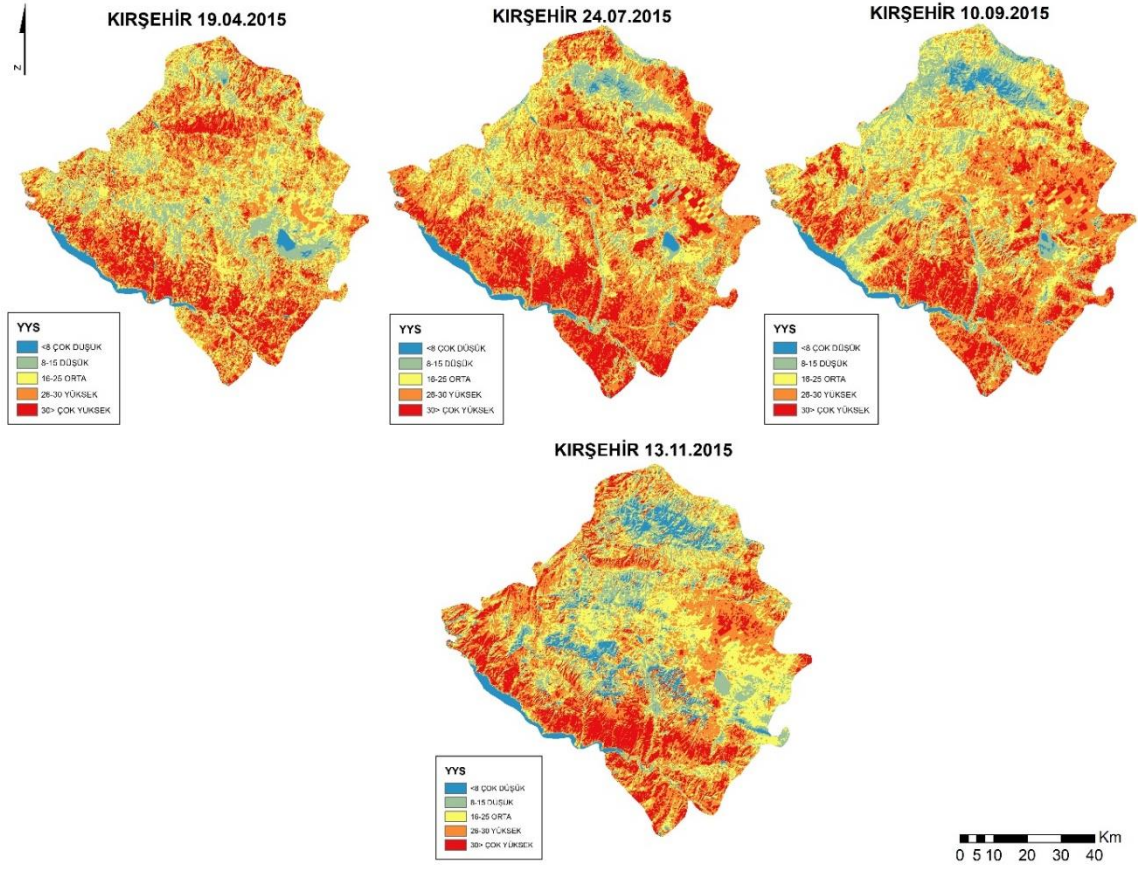 KIRŞEHİR 19.04.2015
KIRŞEHİR 24.07.2015
KIRŞEHİR 10.09.2015
N
YYS
<8 ÇOK DÜŞÜK
8-15 DÜŞÜK
16-25 ORTA
26-30 YÜKSEK
30> ÇOK YÜKSEK
YYS
<8 ÇOK DÜŞÜK
8-15 DÜŞÜK
16-25 ORTA
26-30 YÜKSEK
30> ÇOK YÜKSEK
YYS
<8 ÇOK DÜŞÜK
8-15 DÜŞÜK
16-25 ORTA
26-30 YÜKSEK
30> ÇOK YÜKSEK
KIRŞEHİR 13.11.2015
YYS
<8 ÇOK DÜŞÜK
8-15 DÜŞÜK
16-25 ORTA
26-30 YÜKSEK
30> ÇOK YÜKSEK
Km
0 5 10 20 30 40